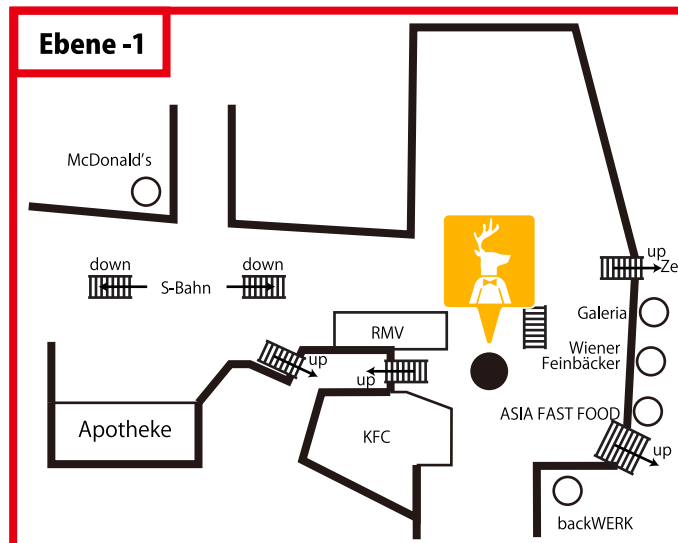 Ebene -1
McDonald's
down
S-Bahn
down
up
Ze
Galeria
RMV
Wiener
Feinbäcker
up
up
ASIA FAST FOOD
Apotheke
KFC
up
backWERK